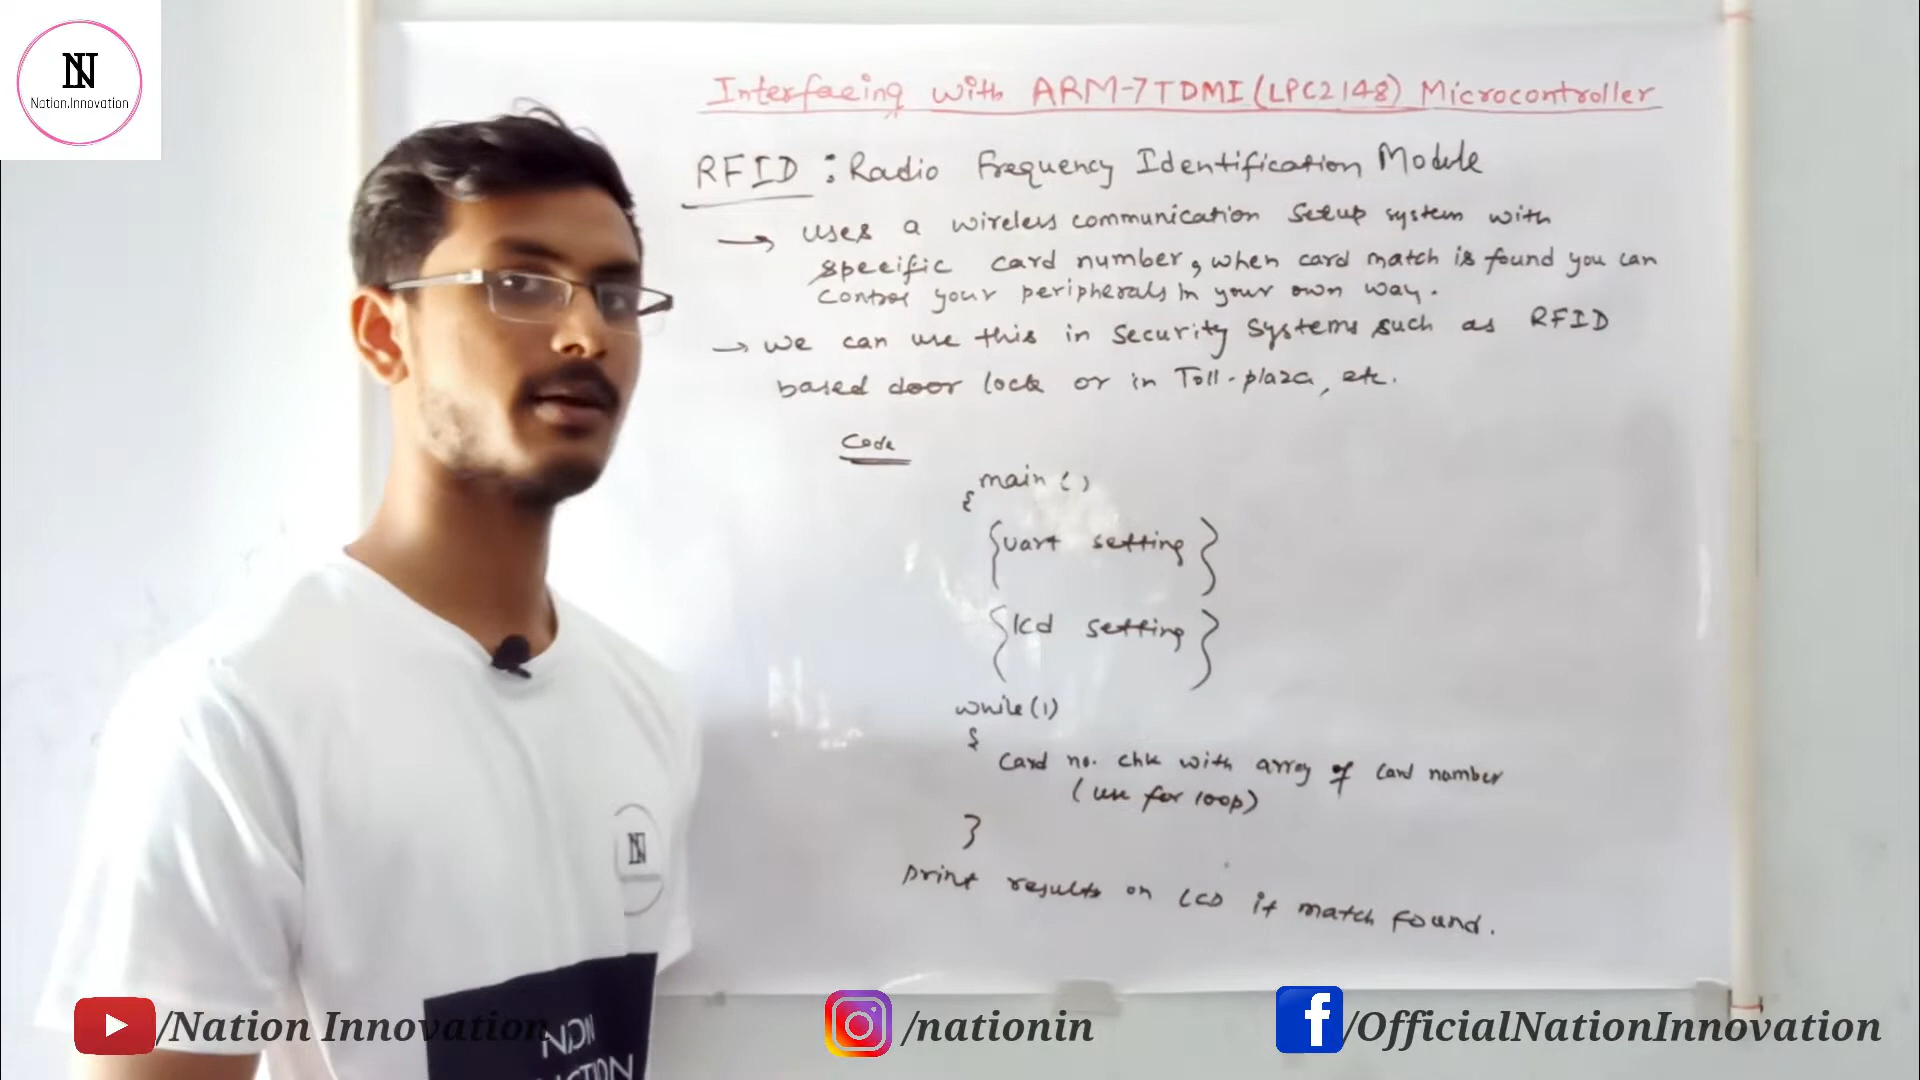 NI
Nation.Innovation
Interfacing with ARM-7TDMI (LPC2148) Microcontroller
RFID : Radio Frequency Identification Module
→ uses a wireless communication setup system with
specific card number, when card match is found you can
control your peripherals in your own way.
→ we can use this in Security Systems such as RFID
based door lock or in Toll-plaza, etc.
Code
main ()
{
{uart setting}
{lcd setting}
while(1)
{
Card no. chk with array of card number
(use for loop)
}
print results on LCD if match found.
NI
/Nation Innovation
/nationin
/OfficialNationInnovation